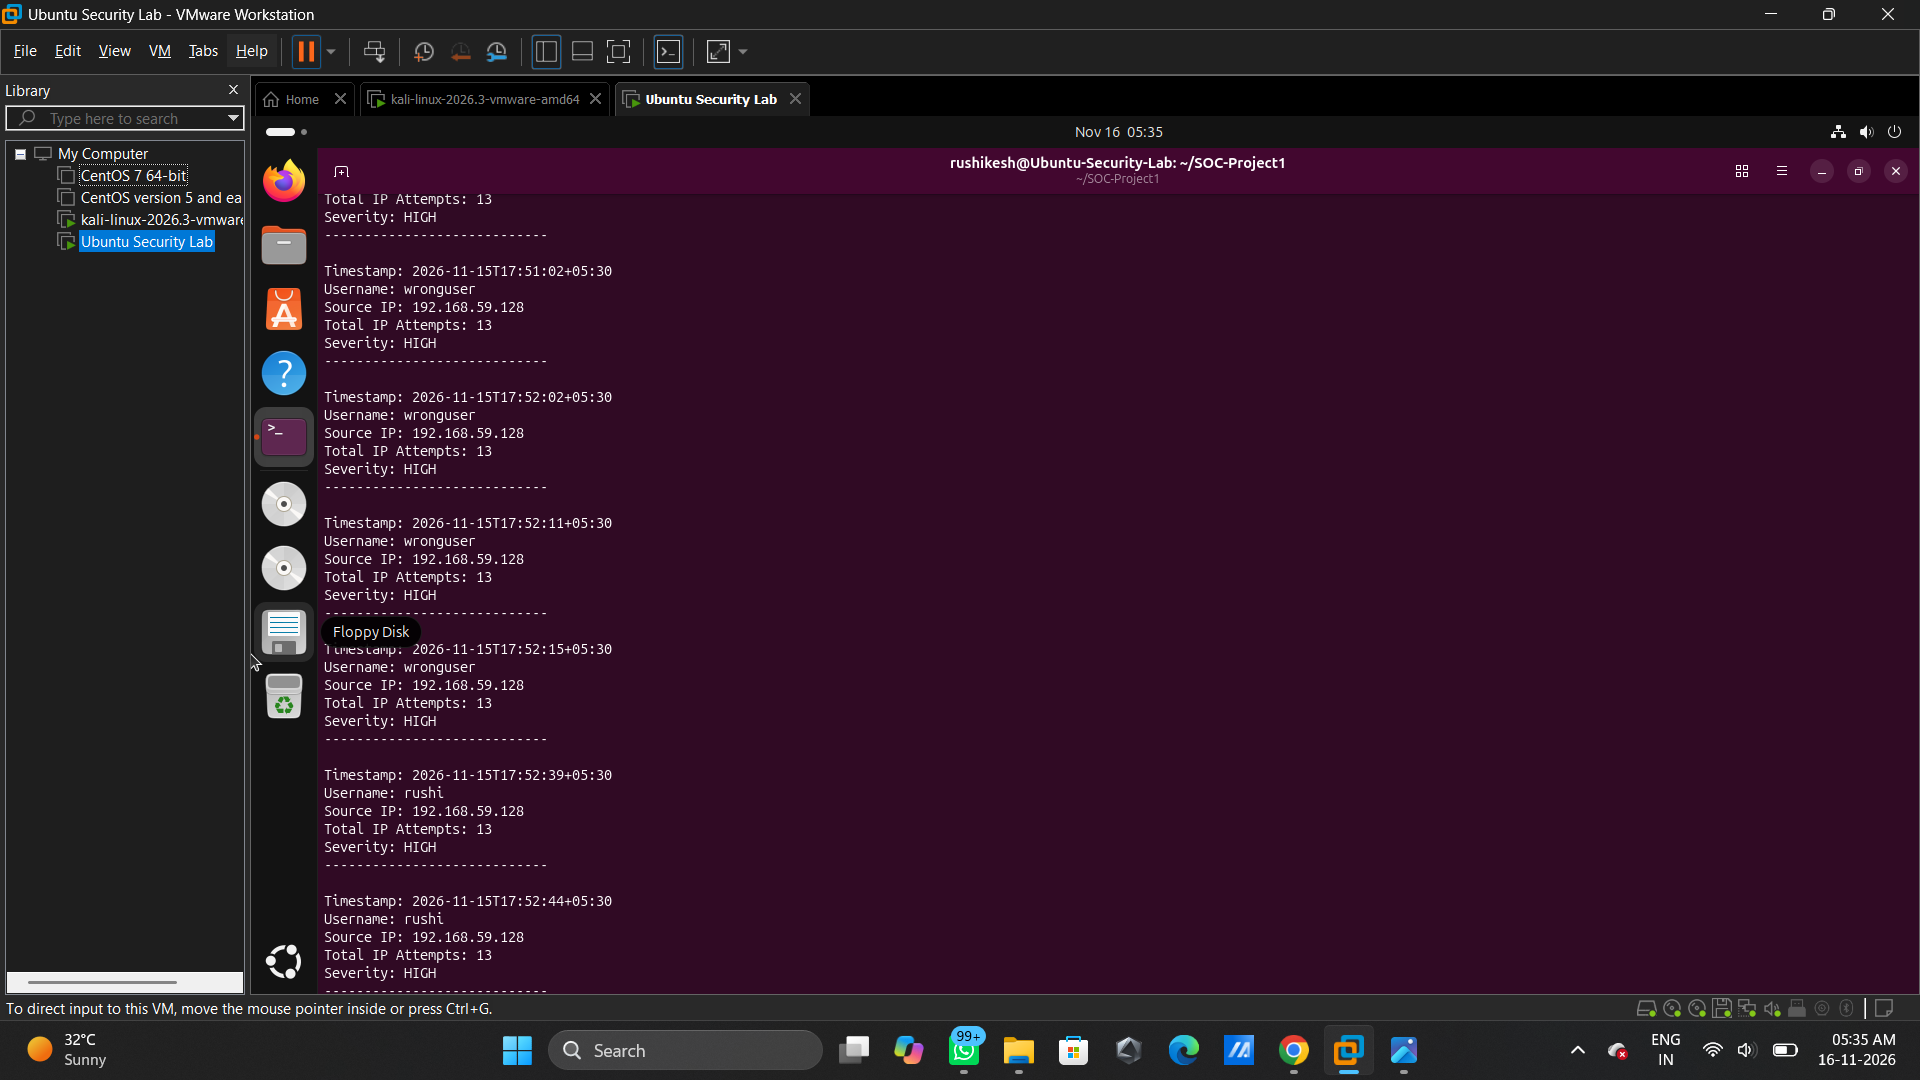 Ubuntu Security Lab - VMware Workstation
File Edit View VM Tabs Help
Library
Type here to search
My Computer
CentOS 7 64-bit
CentOS version 5 and ea
kali-linux-2026.3-vmware
Ubuntu Security Lab
Home
kali-linux-2026.3-vmware-amd64
Ubuntu Security Lab
Nov 16 05:35
rushikesh@Ubuntu-Security-Lab: ~/SOC-Project1
~/SOC-Project1
Total IP Attempts: 13
Severity: HIGH
----------------------------
Timestamp: 2026-11-15T17:51:02+05:30
Username: wronguser
Source IP: 192.168.59.128
Total IP Attempts: 13
Severity: HIGH
----------------------------
Timestamp: 2026-11-15T17:52:02+05:30
Username: wronguser
Source IP: 192.168.59.128
Total IP Attempts: 13
Severity: HIGH
----------------------------
Timestamp: 2026-11-15T17:52:11+05:30
Username: wronguser
Source IP: 192.168.59.128
Total IP Attempts: 13
Severity: HIGH
----------------------------
Floppy Disk
Timestamp: 2026-11-15T17:52:15+05:30
Username: wronguser
Source IP: 192.168.59.128
Total IP Attempts: 13
Severity: HIGH
----------------------------
Timestamp: 2026-11-15T17:52:39+05:30
Username: rushi
Source IP: 192.168.59.128
Total IP Attempts: 13
Severity: HIGH
----------------------------
Timestamp: 2026-11-15T17:52:44+05:30
Username: rushi
Source IP: 192.168.59.128
Total IP Attempts: 13
Severity: HIGH
----------------------------
To direct input to this VM, move the mouse pointer inside or press Ctrl+G.
32°C
Sunny
Search
99+
ENG
IN
05:35 AM
16-11-2026